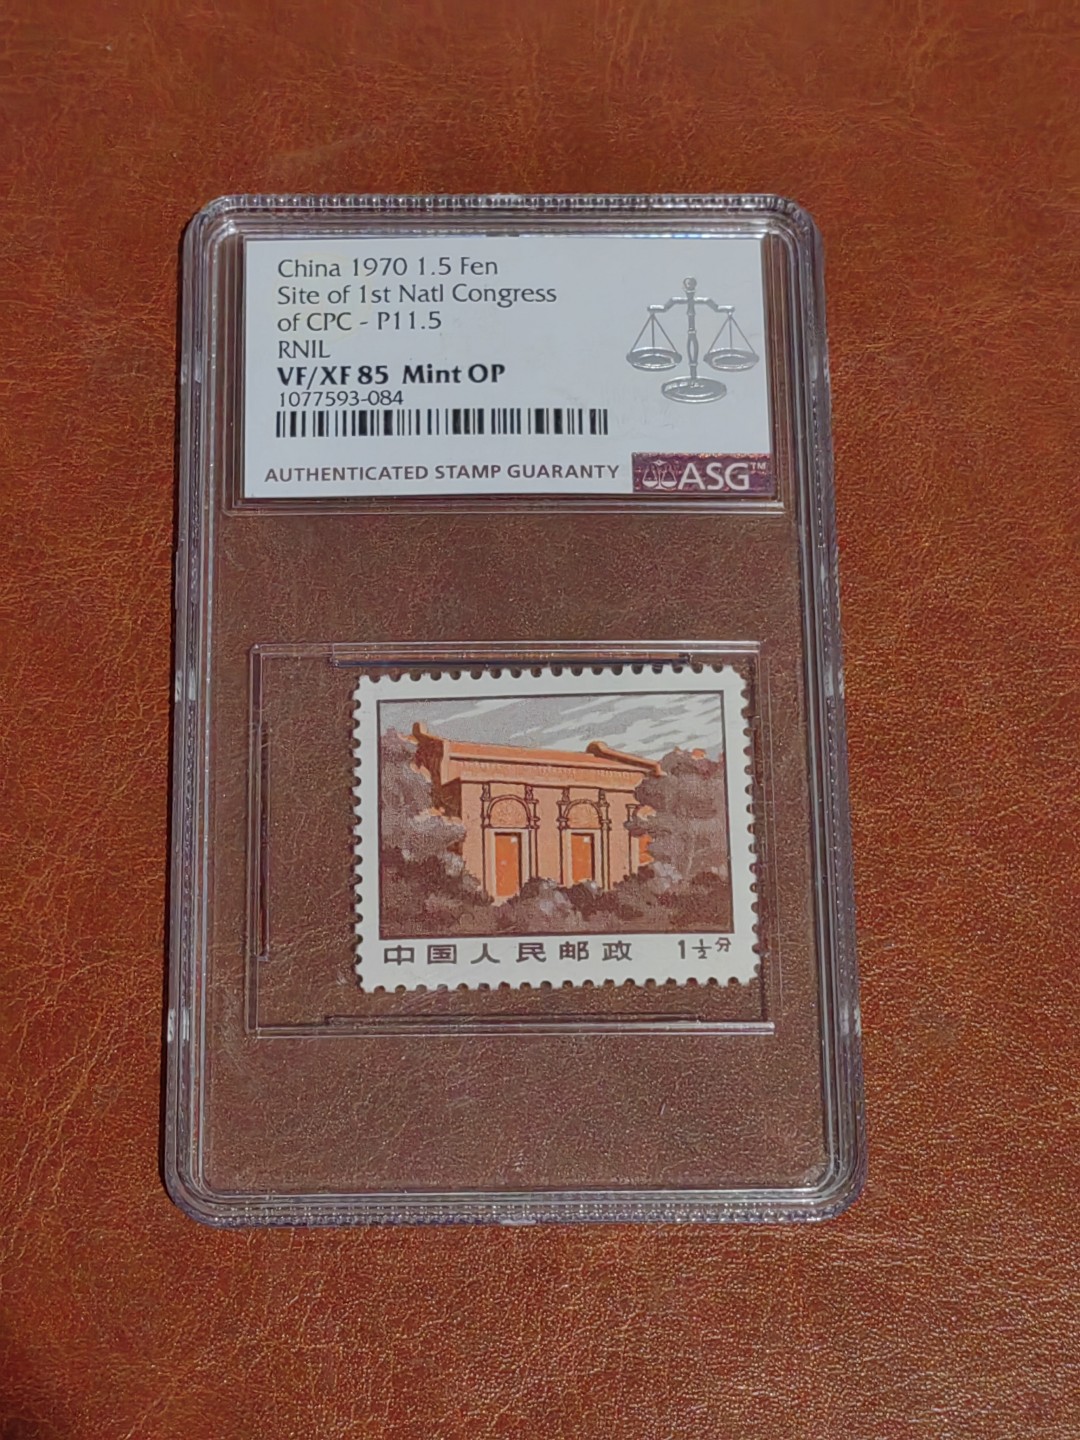 China 1970 1.5 Fen
Site of 1st Natl Congress
of CPC - P11.5
RNIL
VF/XF 85 Mint OP
1077593-084
AUTHENTICATED STAMP GUARANTY
ASG™
中国人民邮政 1½分